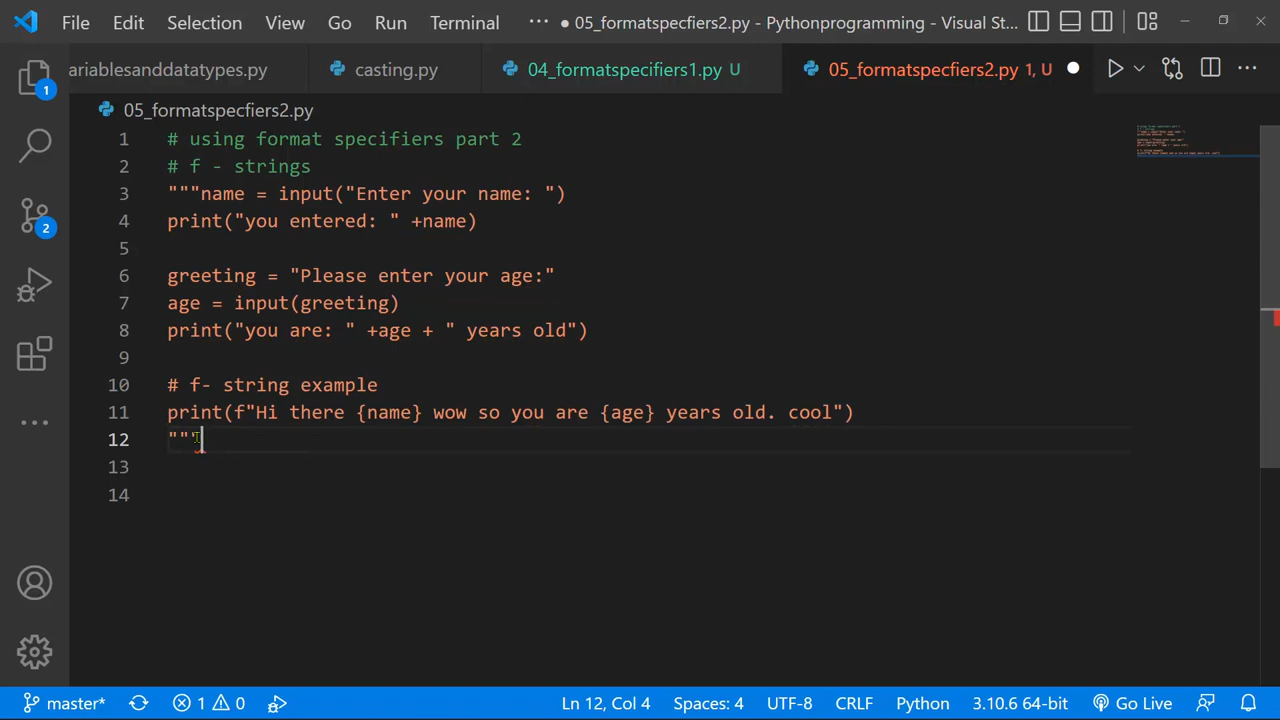 File Edit Selection View Go Run Terminal ··· ● 05_formatspecfiers2.py - Pythonprogramming - Visual St...
ariablesanddatatypes.py casting.py 04_formatspecifiers1.py U 05_formatspecfiers2.py 1, U
05_formatspecfiers2.py
1 # using format specifiers part 2
2 # f - strings
3 """name = input("Enter your name: ")
4 print("you entered: " +name)
5
6 greeting = "Please enter your age:"
7 age = input(greeting)
8 print("you are: " +age + " years old")
9
10 # f- string example
11 print(f"Hi there {name} wow so you are {age} years old. cool")
12 ""'
13
14
1
2
master* 1 0 Ln 12, Col 4 Spaces: 4 UTF-8 CRLF Python 3.10.6 64-bit Go Live